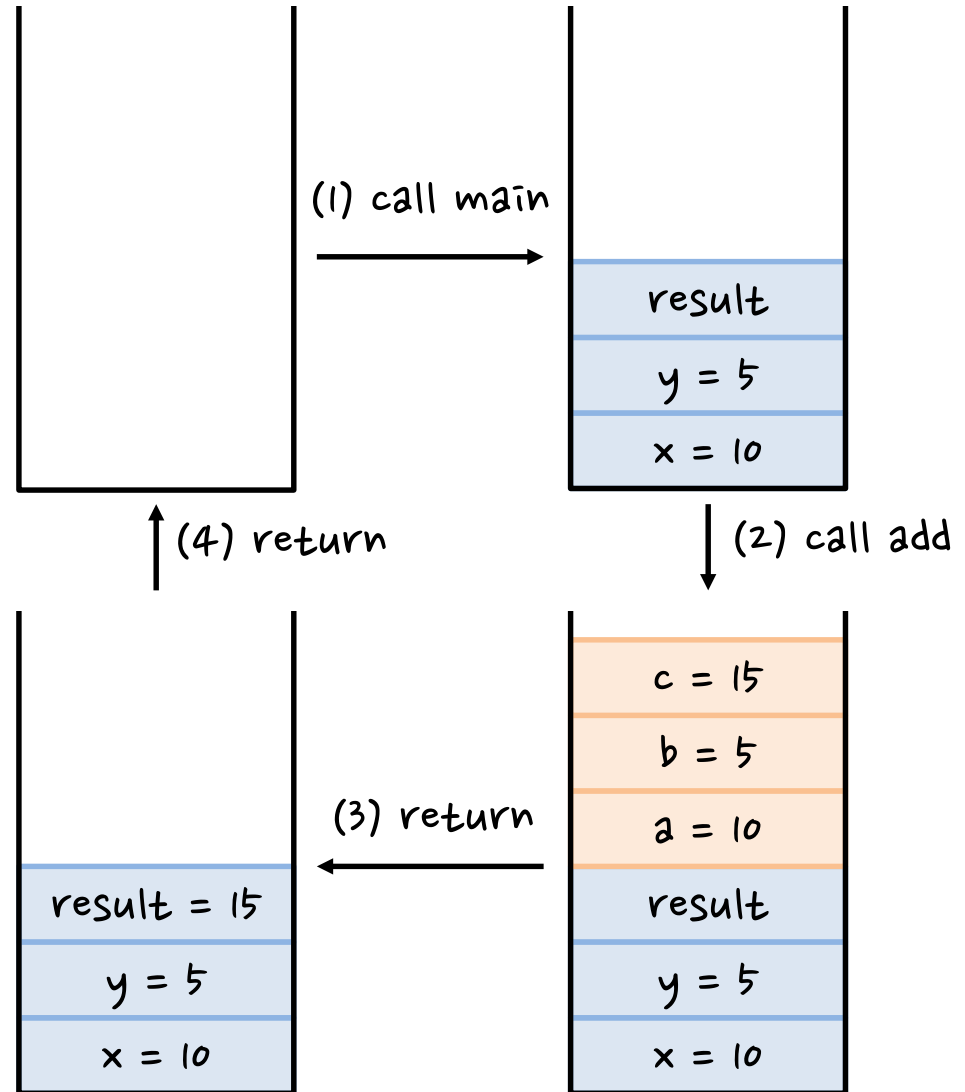 (1) call main
result
y = 5
x = 10
(2) call add
c = 15
b = 5
a = 10
result
y = 5
x = 10
(3) return
result = 15
y = 5
x = 10
(4) return